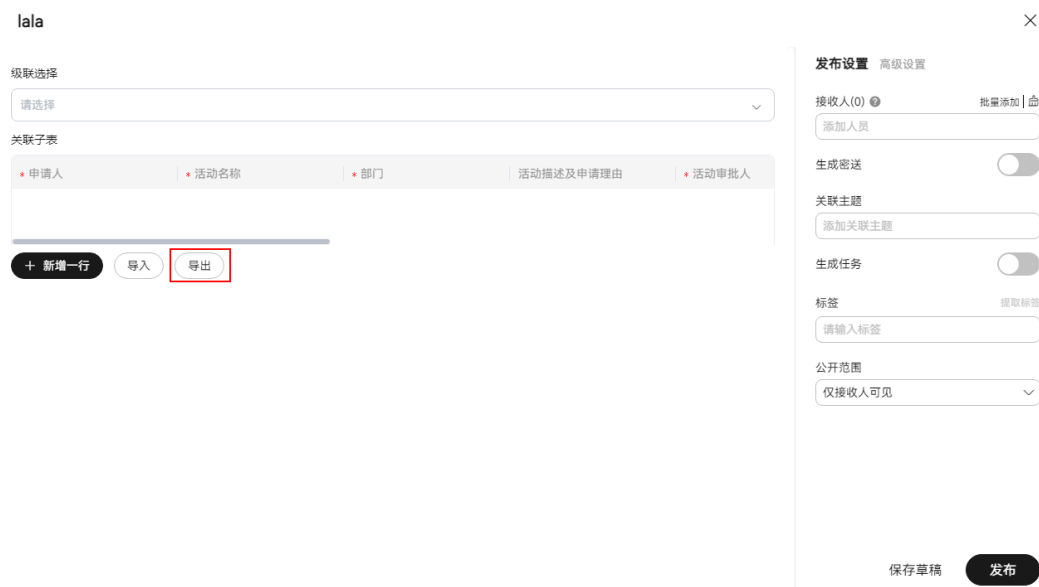 lala
级联选择
请选择
关联子表
* 申请人 * 活动名称 * 部门 活动描述及申请理由 * 活动审批人
+ 新增一行 导入 导出
发布设置 高级设置
接收人(0) 批量添加
添加人员
生成密送
关联主题
添加关联主题
生成任务
标签 提取标签
请输入标签
公开范围
仅接收人可见
保存草稿 发布